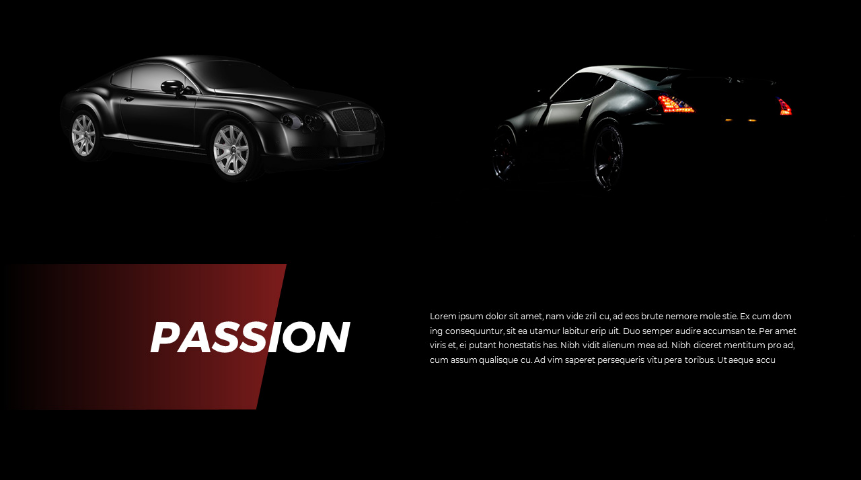 PASSION
Lorem ipsum dolor sit amet, nam vide zril cu, ad eos brute nemore mole stie. Ex cum dom
ing consequuntur, sit ea utamur labitur erip uit. Duo semper audire accumsan te. Per amet
viris et, ei putant honestatis has. Nibh vidit alienum mea ad. Nibh diceret mentitum pro ad,
cum assum qualisque cu. Ad vim saperet persequeris vitu pera toribus. Ut aeque accu